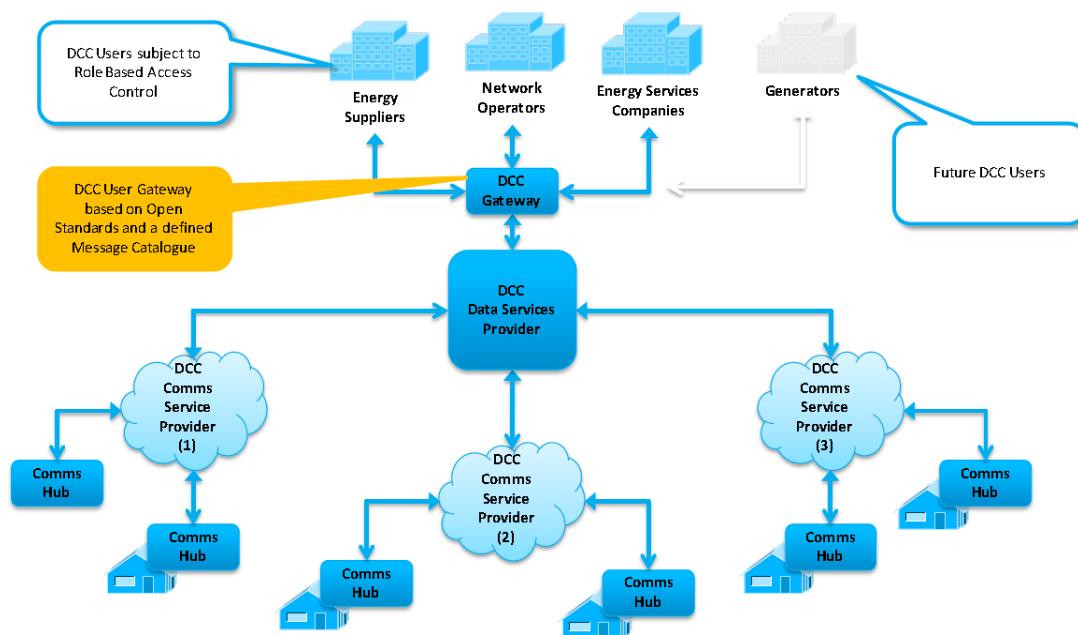 DCC Users subject to
Role Based Access
Control
Energy
Suppliers
Network
Operators
Energy Services
Companies
Generators
Future DCC Users
DCC User Gateway
based on Open
Standards and a defined
Message Catalogue
DCC
Gateway
DCC
Data Services
Provider
DCC
Comms
Service
Provider
(1)
DCC
Comms
Service
Provider
(2)
DCC
Comms
Service
Provider
(3)
Comms
Hub
Comms
Hub
Comms
Hub
Comms
Hub
Comms
Hub
Comms
Hub